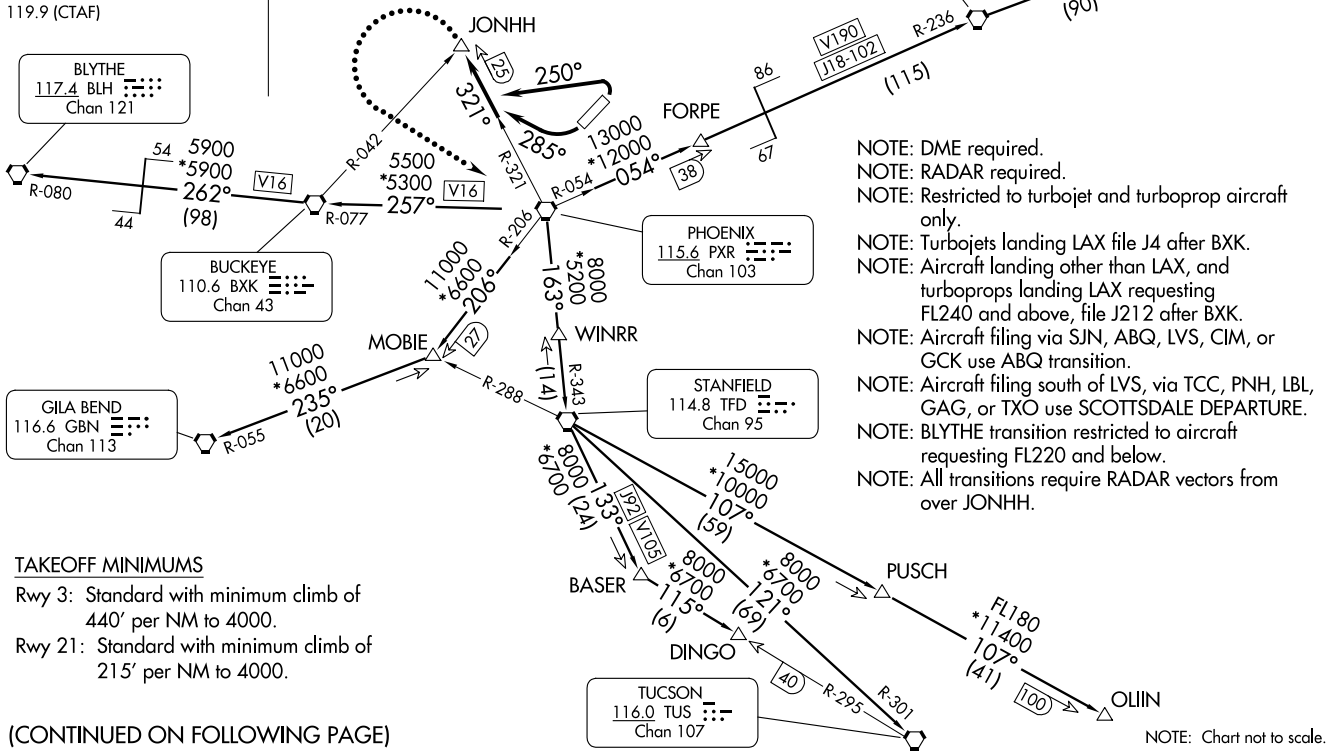 119.9 (CTAF)
BLYTHE
117.4 BLH
Chan 121
JONHH
25
250°
321°
285°
R-321
R-042
FORPE
38
13000
*12000
054°
R-054
V190
J18-102
(115)
R-236
(90)
86
67
54
44
5900
*5900
262°
(98)
V16
R-080
5500
*5300
257°
V16
R-077
BUCKEYE
110.6 BXK
Chan 43
PHOENIX
115.6 PXR
Chan 103
R-206
11000
*6600
206°
27
MOBIE
8000
*5200
163°
WINRR
(14)
R-343
R-288
11000
*6600
235°
(20)
R-055
GILA BEND
116.6 GBN
Chan 113
STANFIELD
114.8 TFD
Chan 95
8000
*6700
133°
(24)
J92
V105
BASER
8000
*6700
115°
(6)
DINGO
8000
*6700
121°
(69)
15000
*10000
107°
(59)
PUSCH
FL180
*11400
107°
(41)
100
OLIIN
40
R-295
R-301
TUCSON
116.0 TUS
Chan 107
NOTE: DME required.
NOTE: RADAR required.
NOTE: Restricted to turbojet and turboprop aircraft
only.
NOTE: Turbojets landing LAX file J4 after BXK.
NOTE: Aircraft landing other than LAX, and
turboprops landing LAX requesting
FL240 and above, file J212 after BXK.
NOTE: Aircraft filing via SJN, ABQ, LVS, CIM, or
GCK use ABQ transition.
NOTE: Aircraft filing south of LVS, via TCC, PNH, LBL,
GAG, or TXO use SCOTTSDALE DEPARTURE.
NOTE: BLYTHE transition restricted to aircraft
requesting FL220 and below.
NOTE: All transitions require RADAR vectors from
over JONHH.
TAKEOFF MINIMUMS
Rwy 3: Standard with minimum climb of
440' per NM to 4000.
Rwy 21: Standard with minimum climb of
215' per NM to 4000.
(CONTINUED ON FOLLOWING PAGE)
NOTE: Chart not to scale.